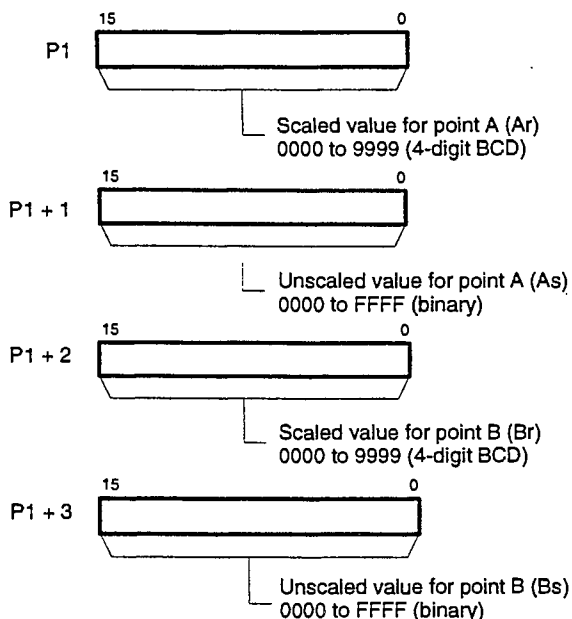 15 0
P1
Scaled value for point A (Ar)
0000 to 9999 (4-digit BCD)
15 0
P1 + 1
Unscaled value for point A (As)
0000 to FFFF (binary)
15 0
P1 + 2
Scaled value for point B (Br)
0000 to 9999 (4-digit BCD)
15 0
P1 + 3
Unscaled value for point B (Bs)
0000 to FFFF (binary)